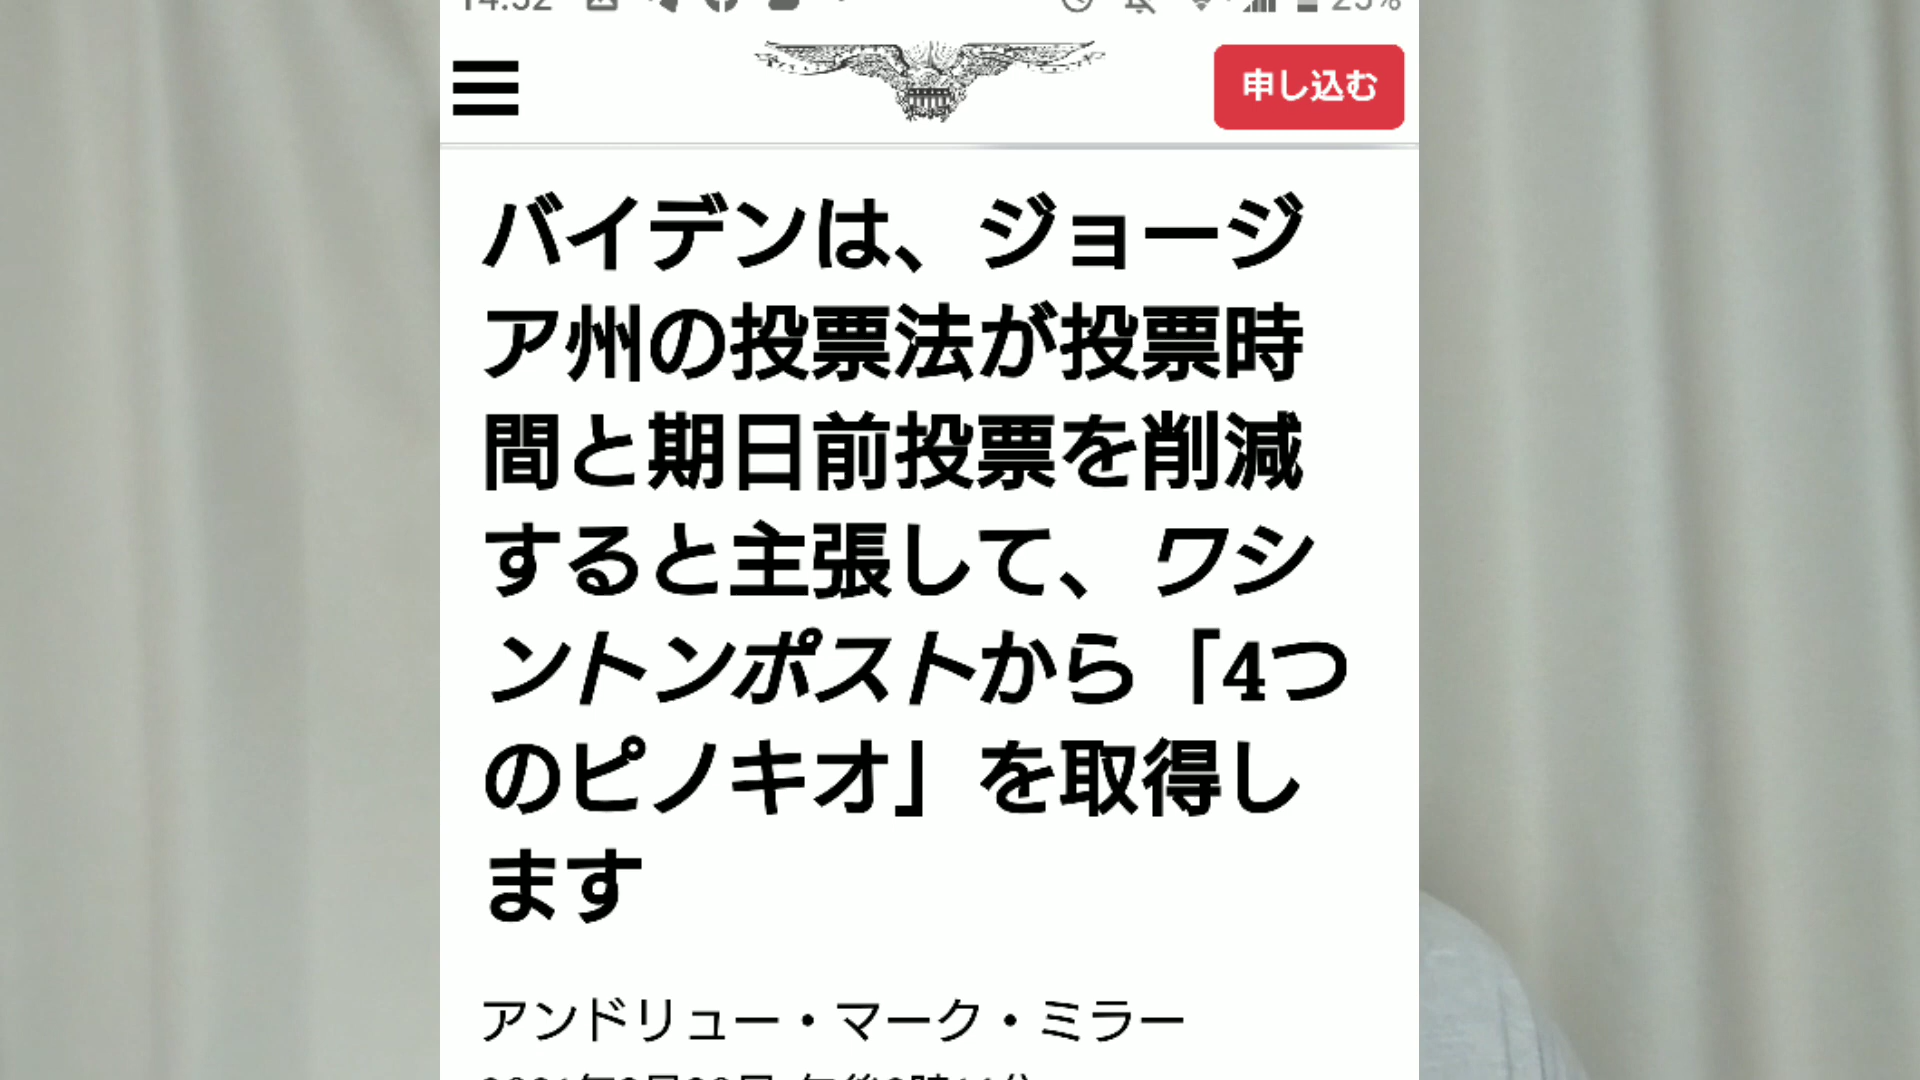 申し込む
バイデンは、ジョージ
ア州の投票法が投票時
間と期日前投票を削減
すると主張して、ワシ
ントンポストから「4つ
のピノキオ」を取得し
ます
アンドリュー・マーク・ミラー